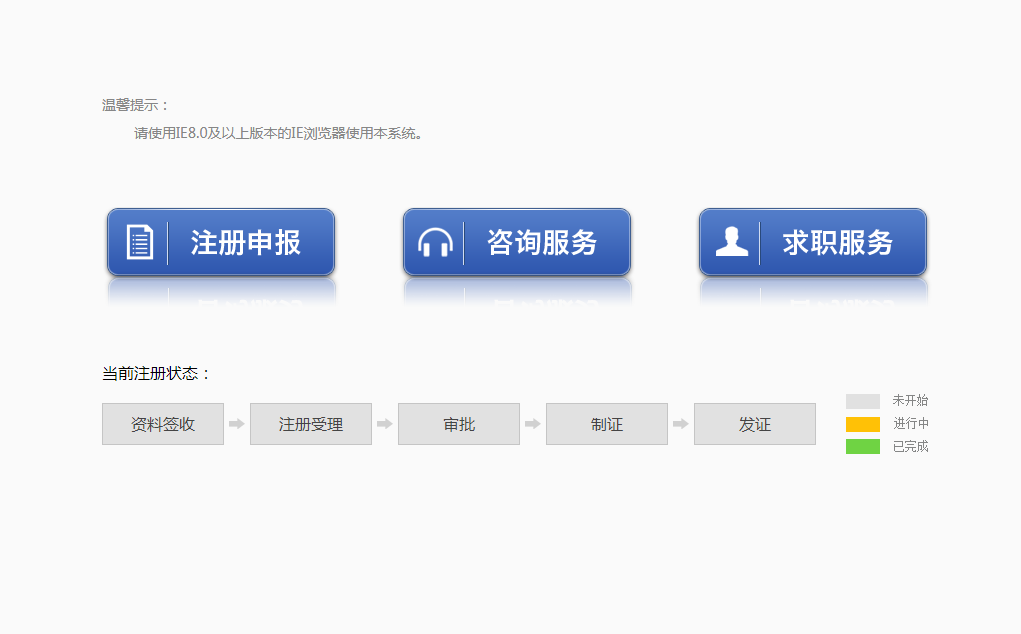 温馨提示：
请使用IE8.0及以上版本的IE浏览器使用本系统。
注册申报
咨询服务
求职服务
当前注册状态：
资料签收
注册受理
审批
制证
发证
未开始
进行中
已完成